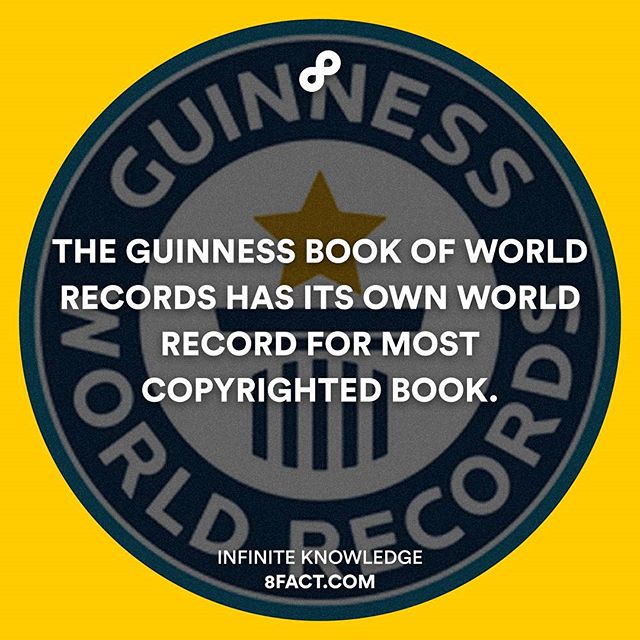 GUINNESS
THE GUINNESS BOOK OF WORLD
RECORDS HAS ITS OWN WORLD
RECORD FOR MOST
COPYRIGHTED BOOK.
WORLD RECORDS
INFINITE KNOWLEDGE
8FACT.COM